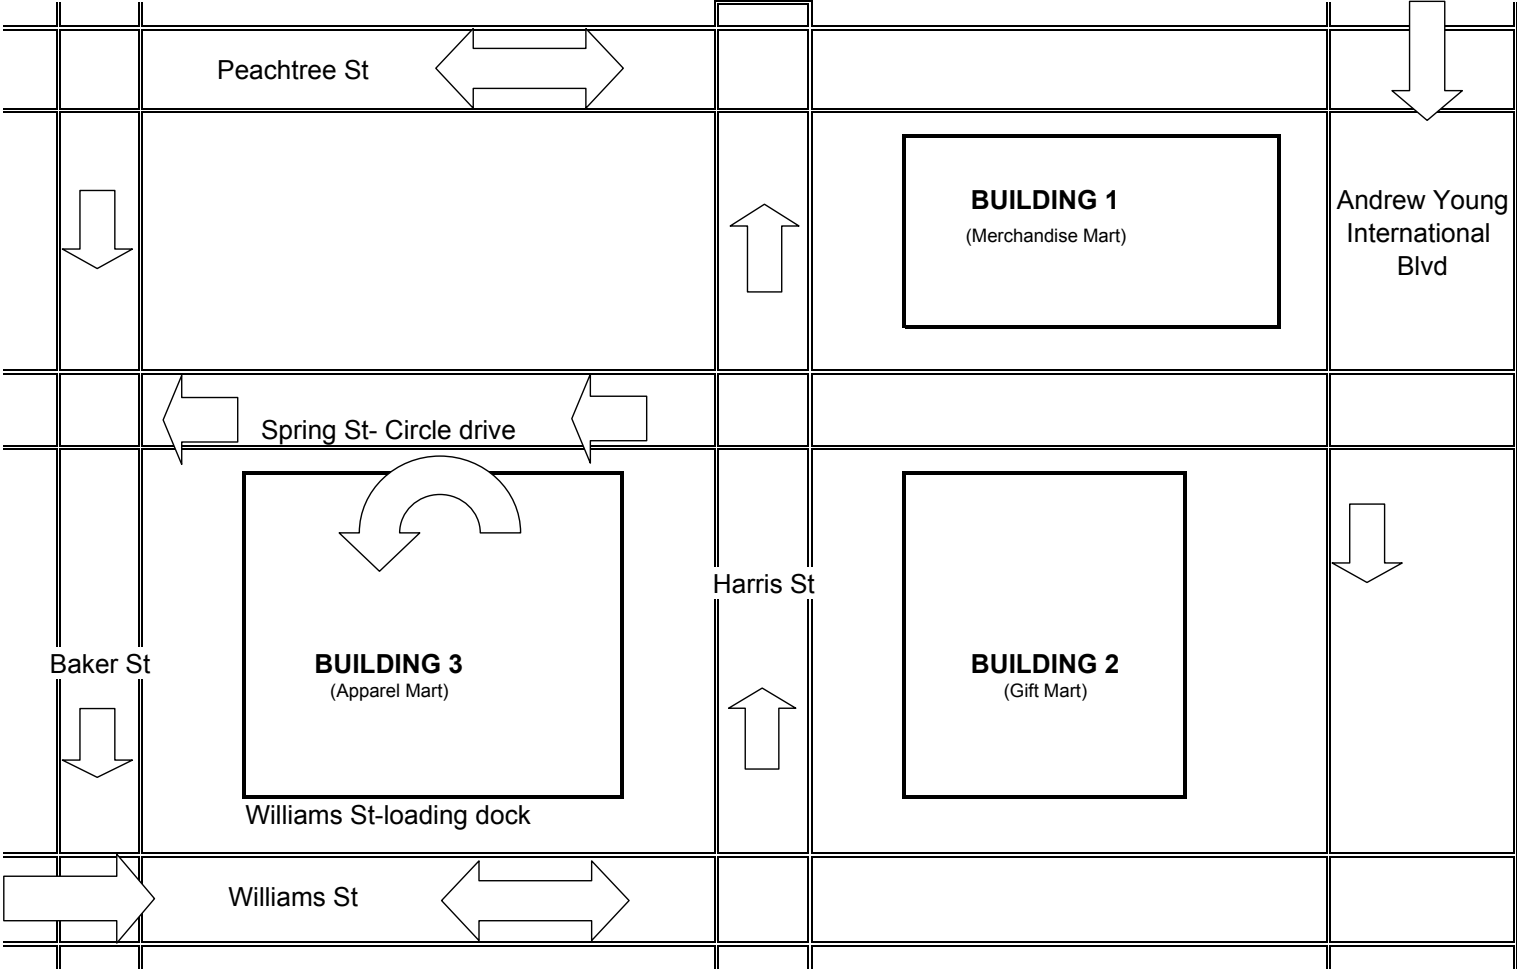 Peachtree St
BUILDING 1
(Merchandise Mart)
Andrew Young
International
Blvd
Spring St- Circle drive
Harris St
Baker St
BUILDING 3
(Apparel Mart)
BUILDING 2
(Gift Mart)
Williams St-loading dock
Williams St